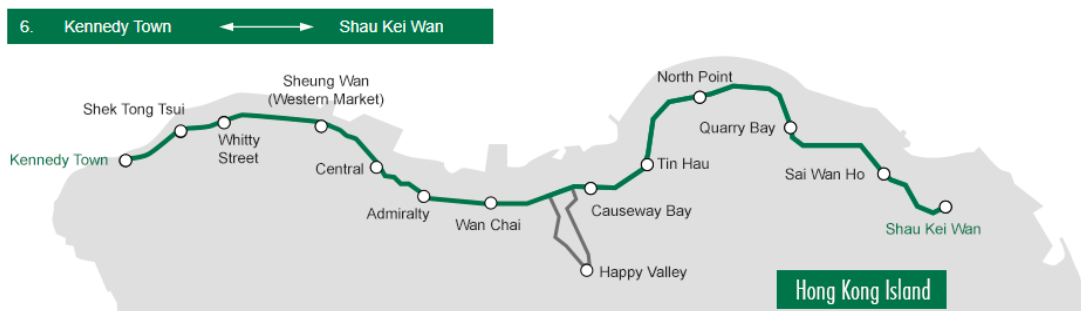 6. Kennedy Town Shau Kei Wan
Sheung Wan
(Western Market)
Shek Tong Tsui
Whitty
Street
Kennedy Town
Central
Admiralty
Wan Chai
Causeway Bay
Happy Valley
Tin Hau
North Point
Quarry Bay
Sai Wan Ho
Shau Kei Wan
Hong Kong Island